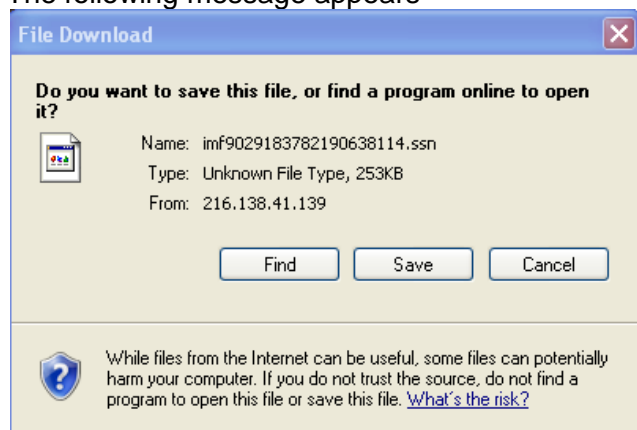 The following message appears
File Download
Do you want to save this file, or find a program online to open
it?
Name: imf9029183782190638114.ssn
Type: Unknown File Type, 253KB
From: 216.138.41.139
Find Save Cancel
While files from the Internet can be useful, some files can potentially
harm your computer. If you do not trust the source, do not find a
program to open this file or save this file. What's the risk?